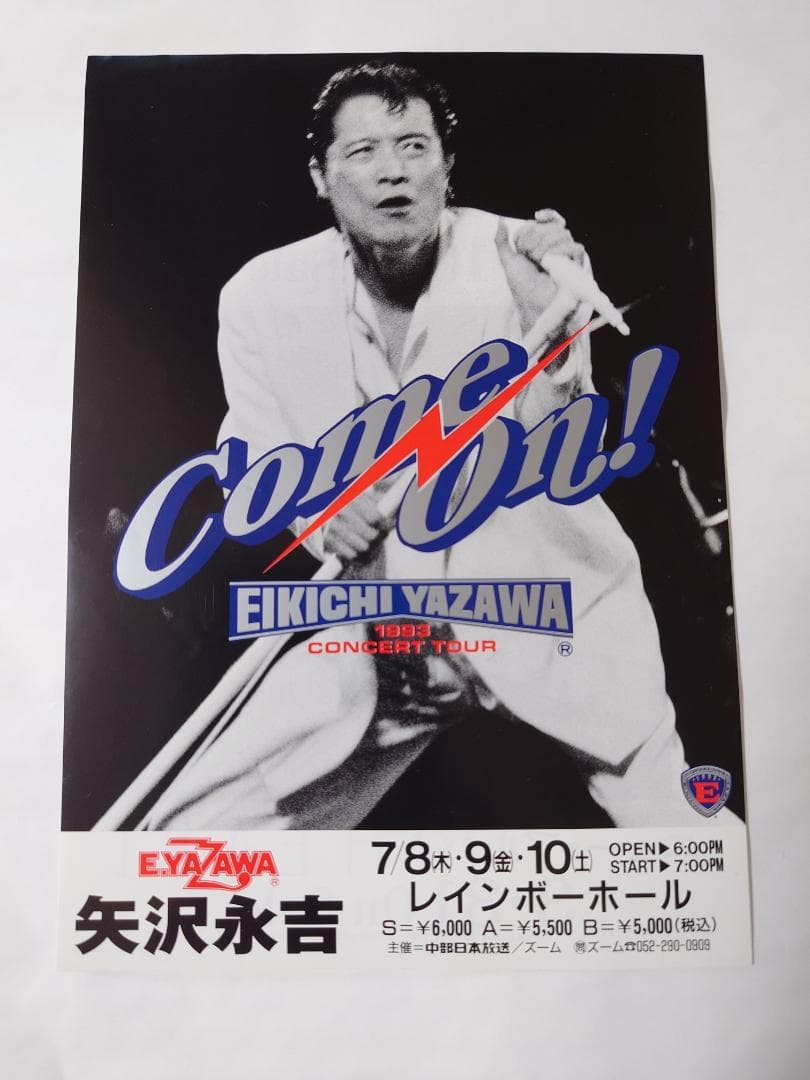 Come On!
EIKICHI YAZAWA
1993
CONCERT TOUR ®
1993
E
E.YAZAWA ®
矢沢永吉
7/8(木)・9(金)・10(土) OPEN▶6:00PM
START▶7:00PM
レインボーホール
S=¥6,000 A=¥5,500 B=¥5,000(税込)
主催=中部日本放送/ズーム ㉄ズーム☎052-290-0909